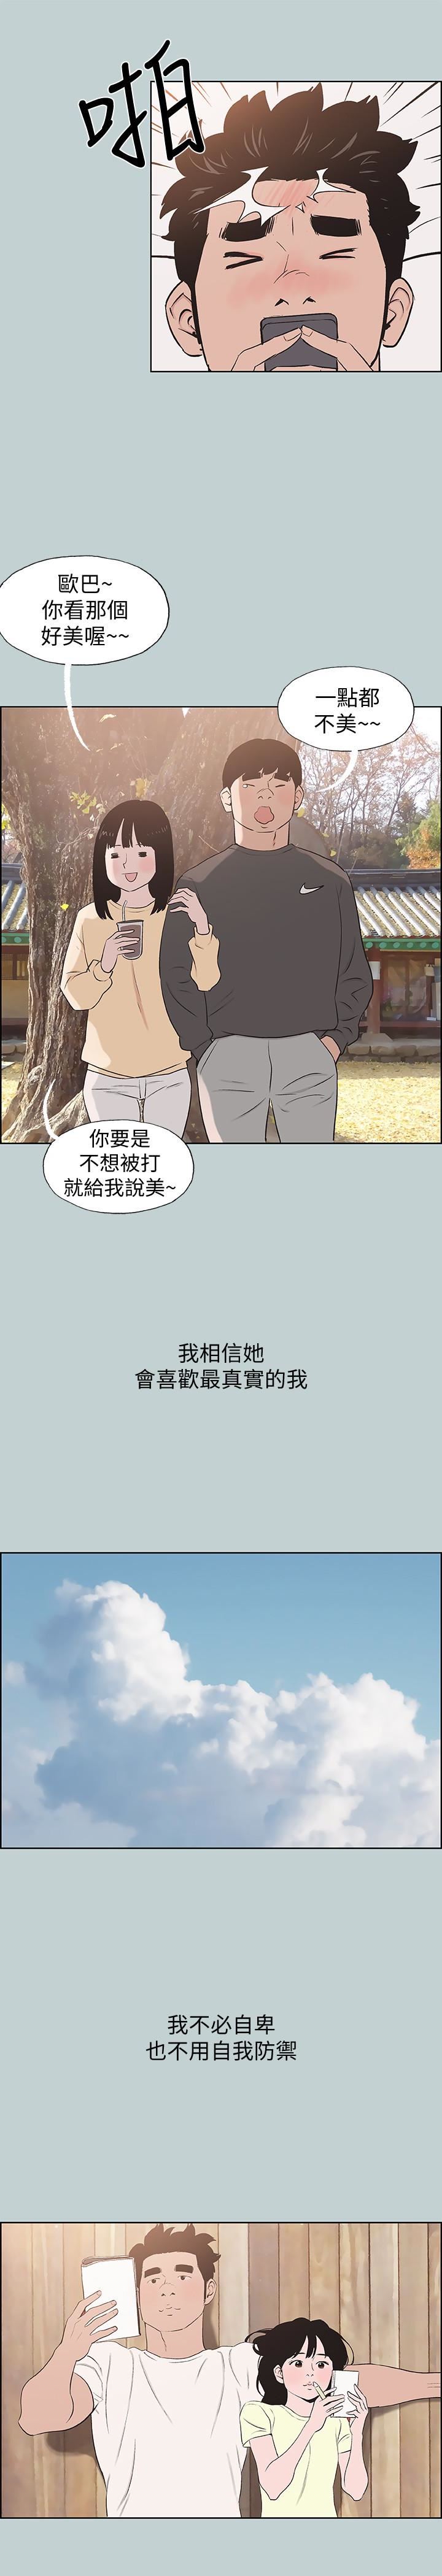 啪
歐巴~
你看那個
好美喔~~
一點都
不美~~
你要是
不想被打
就給我說美~
我相信她
會喜歡最真實的我
我不必自卑
也不用自我防禦